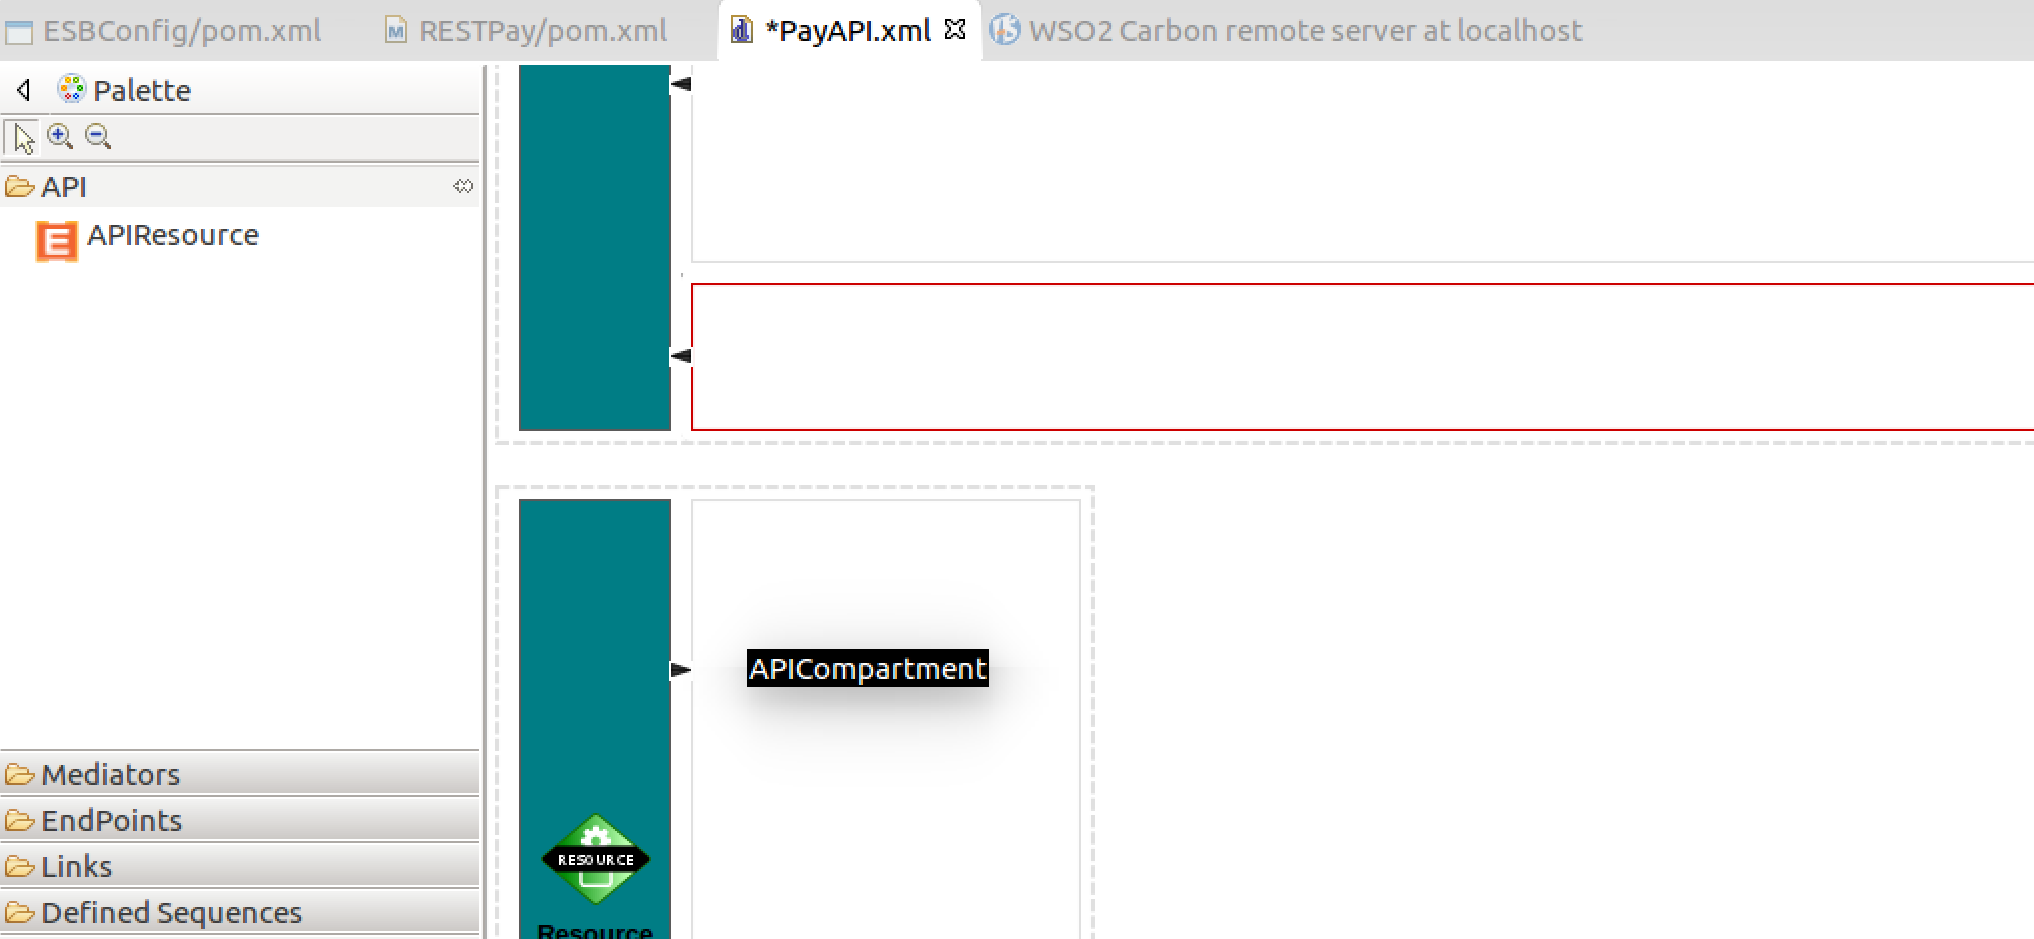 ESBConfig/pom.xml
RESTPay/pom.xml
*PayAPI.xml
WSO2 Carbon remote server at localhost
Palette
API
APIResource
APICompartment
Mediators
EndPoints
Links
Defined Sequences
RESOURCE
Resource